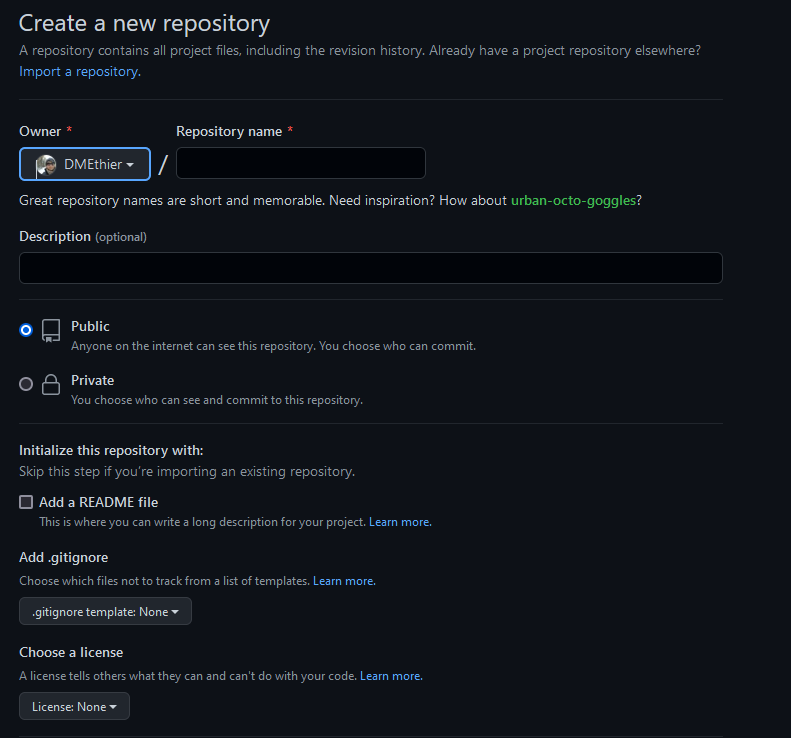 Create a new repository
A repository contains all project files, including the revision history. Already have a project repository elsewhere?
Import a repository.
Owner *
Repository name *
DMEthier
/
Great repository names are short and memorable. Need inspiration? How about urban-octo-goggles?
Description (optional)
Public
Anyone on the internet can see this repository. You choose who can commit.
Private
You choose who can see and commit to this repository.
Initialize this repository with:
Skip this step if you’re importing an existing repository.
Add a README file
This is where you can write a long description for your project. Learn more.
Add .gitignore
Choose which files not to track from a list of templates. Learn more.
.gitignore template: None
Choose a license
A license tells others what they can and can't do with your code. Learn more.
License: None